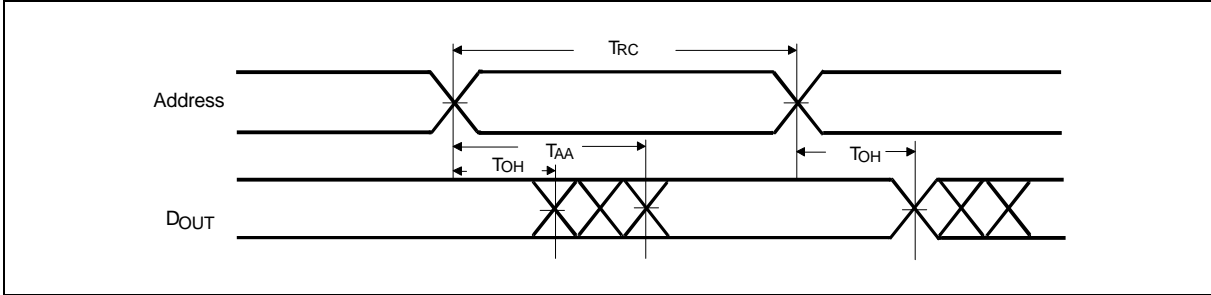 TRC
Address
TAA
TOH
TOH
DOUT